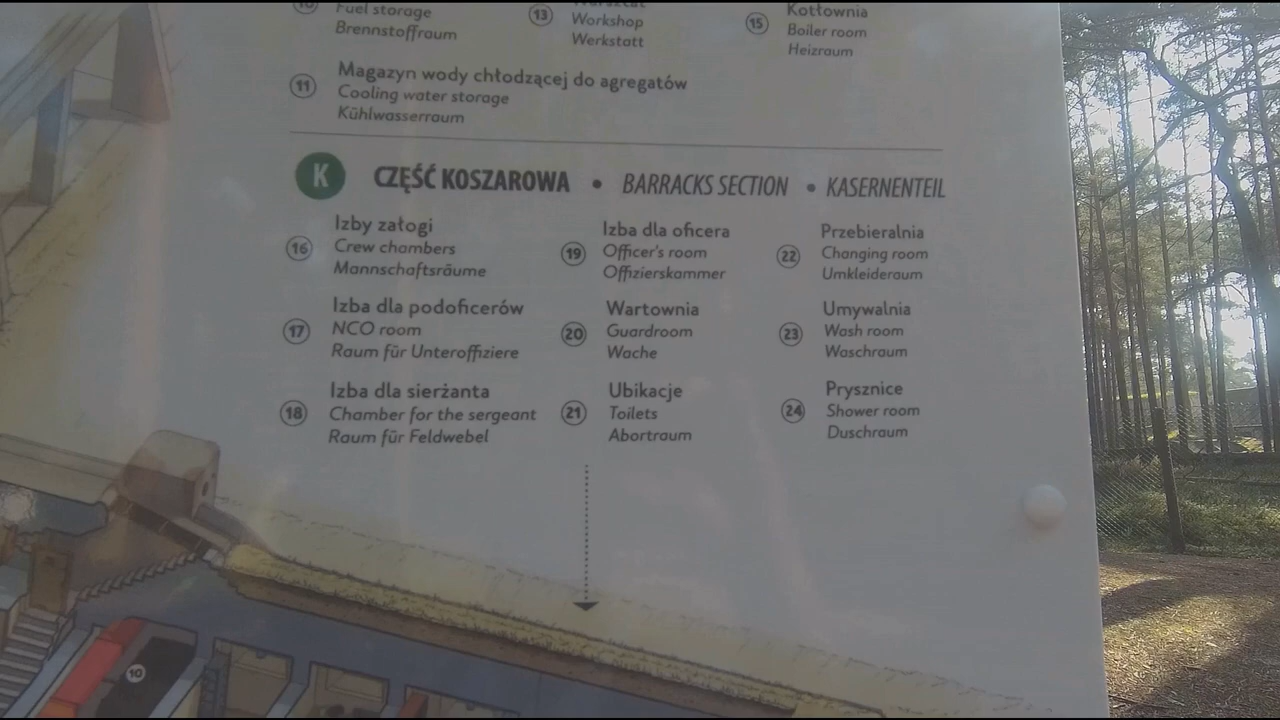 10
Fuel storage
Brennstoffraum
13
Warsztat
Workshop
Werkstatt
15
Kotłownia
Boiler room
Heizraum
11
Magazyn wody chłodzącej do agregatów
Cooling water storage
Kühlwasserraum
K CZĘŚĆ KOSZAROWA • BARRACKS SECTION • KASERNENTEIL
16
Izby załogi
Crew chambers
Mannschaftsräume
17
Izba dla podoficerów
NCO room
Raum für Unteroffiziere
18
Izba dla sierżanta
Chamber for the sergeant
Raum für Feldwebel
19
Izba dla oficera
Officer's room
Offizierskammer
20
Wartownia
Guardroom
Wache
21
Ubikacje
Toilets
Abortraum
22
Przebieralnia
Changing room
Umkleideraum
23
Umywalnia
Wash room
Waschraum
24
Prysznice
Shower room
Duschraum
10